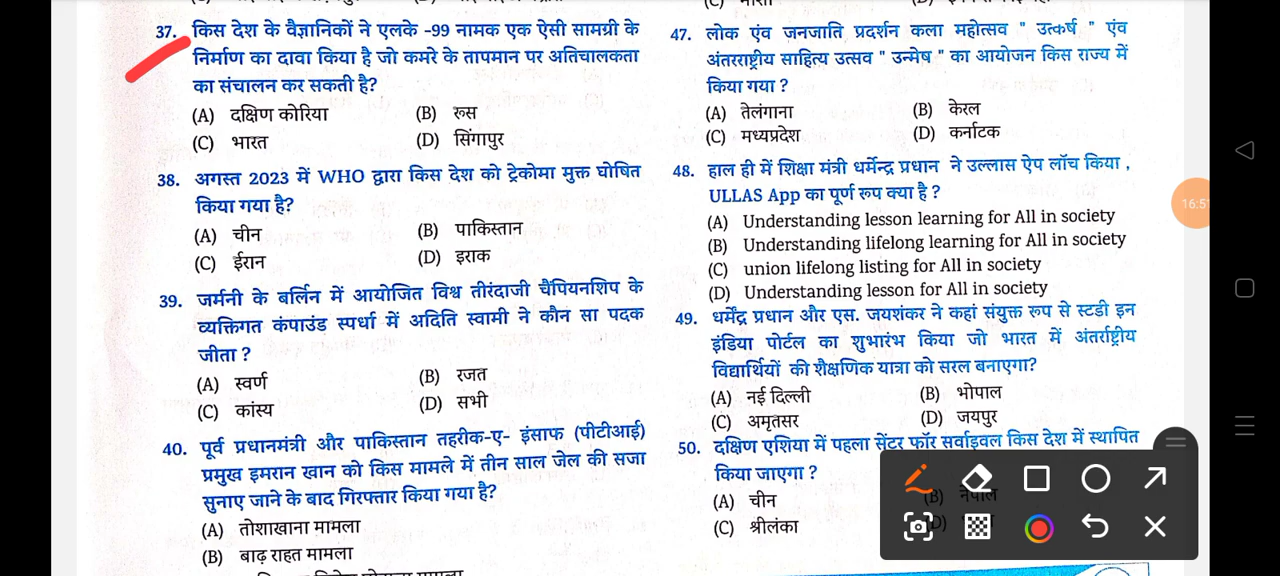 37. किस देश के वैज्ञानिकों ने एलके -99 नामक एक ऐसी सामग्री के
निर्माण का दावा किया है जो कमरे के तापमान पर अतिचालकता
का संचालन कर सकती है?
(A) दक्षिण कोरिया (B) रूस
(C) भारत (D) सिंगापुर
38. अगस्त 2023 में WHO द्वारा किस देश को ट्रेकोमा मुक्त घोषित
किया गया है?
(A) चीन (B) पाकिस्तान
(C) ईरान (D) इराक
39. जर्मनी के बर्लिन में आयोजित विश्व तीरंदाजी चैंपियनशिप के
व्यक्तिगत कंपाउंड स्पर्धा में अदिति स्वामी ने कौन सा पदक
जीता ?
(A) स्वर्ण (B) रजत
(C) कांस्य (D) सभी
40. पूर्व प्रधानमंत्री और पाकिस्तान तहरीक-ए- इंसाफ (पीटीआई)
प्रमुख इमरान खान को किस मामले में तीन साल जेल की सजा
सुनाए जाने के बाद गिरफ्तार किया गया है?
(A) तोशाखाना मामला
(B) बाढ़ राहत मामला
47. लोक एंव जनजाति प्रदर्शन कला महोत्सव " उत्कर्ष " एंव
अंतरराष्ट्रीय साहित्य उत्सव " उन्मेष " का आयोजन किस राज्य में
किया गया ?
(A) तेलंगाना (B) केरल
(C) मध्यप्रदेश (D) कर्नाटक
48. हाल ही में शिक्षा मंत्री धर्मेन्द्र प्रधान ने उल्लास ऐप लॉच किया ,
ULLAS App का पूर्ण रूप क्या है ?
(A) Understanding lesson learning for All in society
(B) Understanding lifelong learning for All in society
(C) union lifelong listing for All in society
(D) Understanding lesson for All in society
49. धर्मेंद्र प्रधान और एस. जयशंकर ने कहां संयुक्त रूप से स्टडी इन
इंडिया पोर्टल का शुभारंभ किया जो भारत में अंतर्राष्ट्रीय
विद्यार्थियों की शैक्षणिक यात्रा को सरल बनाएगा?
(A) नई दिल्ली (B) भोपाल
(C) अमृतसर (D) जयपुर
50. दक्षिण एशिया में पहला सेंटर फॉर सर्वाइवल किस देश में स्थापित
किया जाएगा ?
(A) चीन (B) नेपाल
(C) श्रीलंका (D)